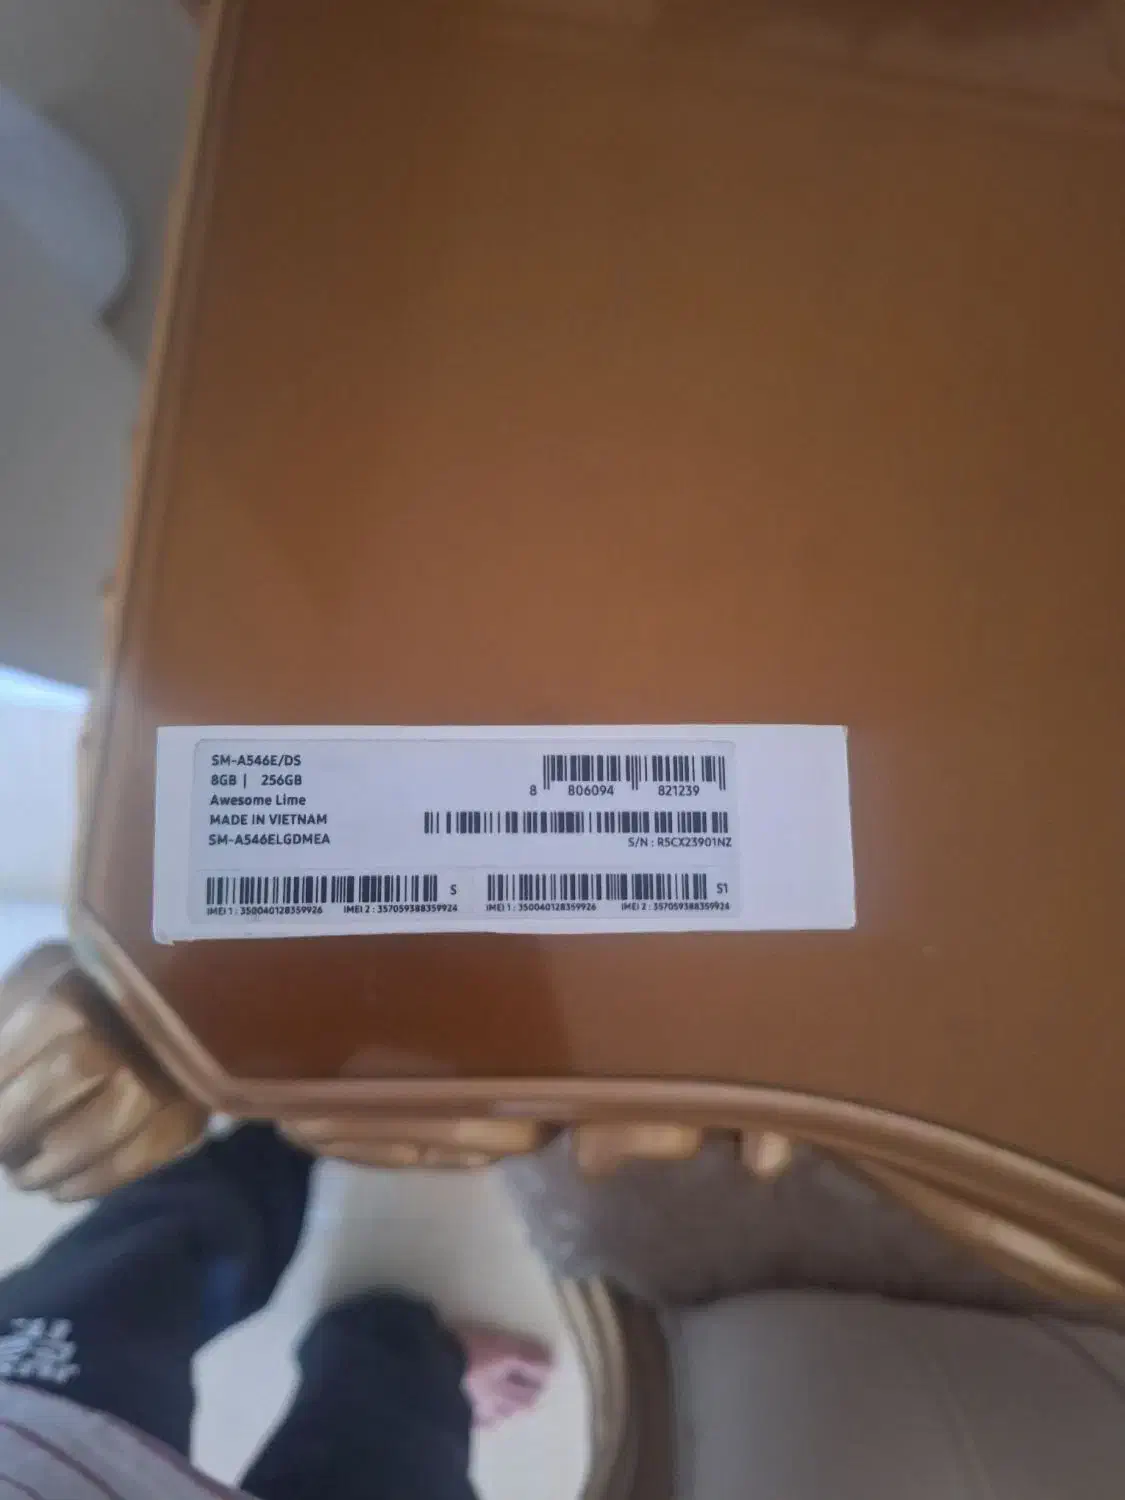 SM-A546E/DS
8GB | 256GB
Awesome Lime
MADE IN VIETNAM
SM-A546ELGDMEA
8 806094 821239
S/N : R5CX23901NZ
S
IMEI 1 : 350040128359926 IMEI 2 : 357059388359924
S1
IMEI 1 : 350040128359926 IMEI 2 : 357059388359924